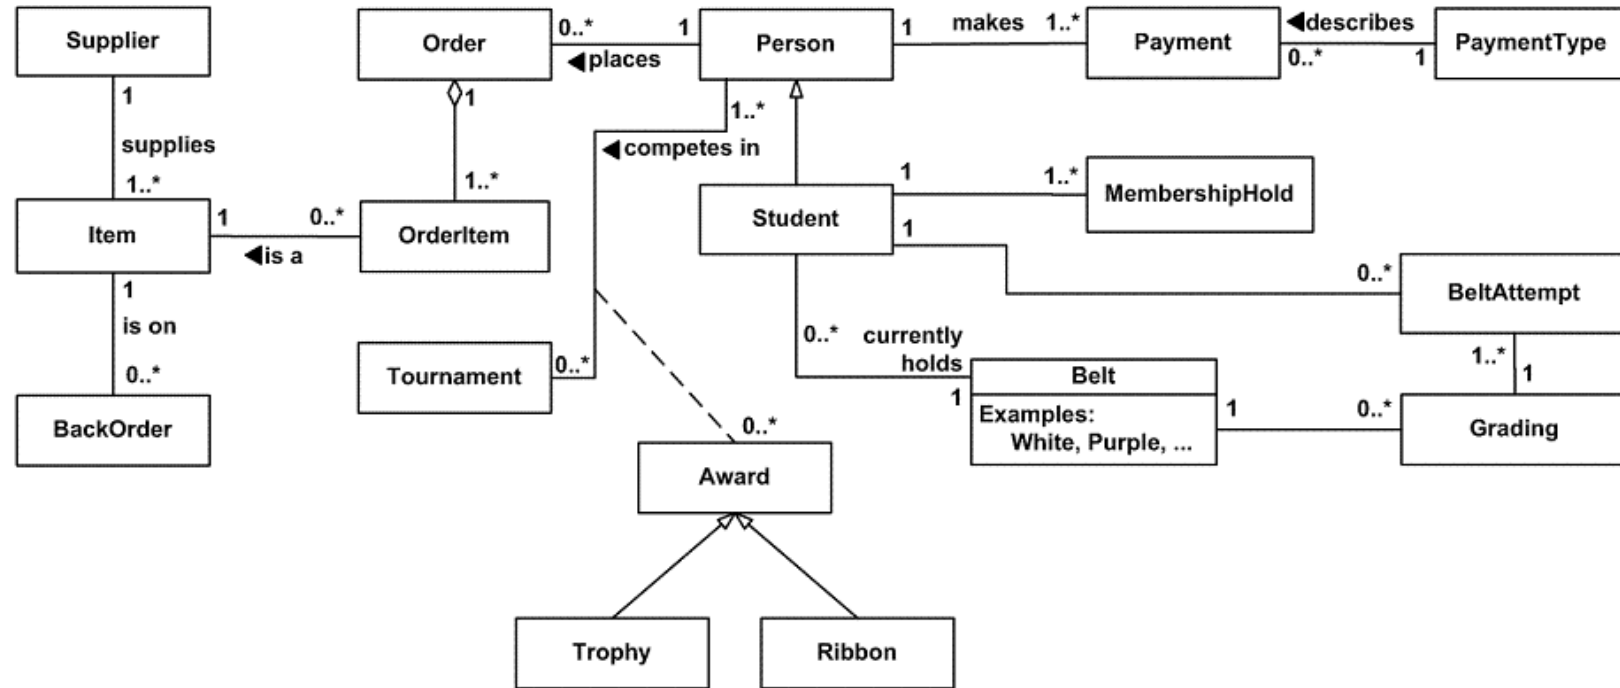 Supplier
1
supplies
1..*
Item
1
is on
0..*
BackOrder
1
0..*
◀is a
Order
1
1..*
OrderItem
0..*
1
◀places
Person
1
makes
1..*
Payment
◀describes
0..*
1
PaymentType
1..*
◀competes in
0..*
Tournament
0..*
Award
Trophy
Ribbon
Student
1
1..*
MembershipHold
1
0..*
BeltAttempt
1..*
1
Grading
0..*
currently
holds
1
Belt
Examples:
White, Purple, ...
1
0..*